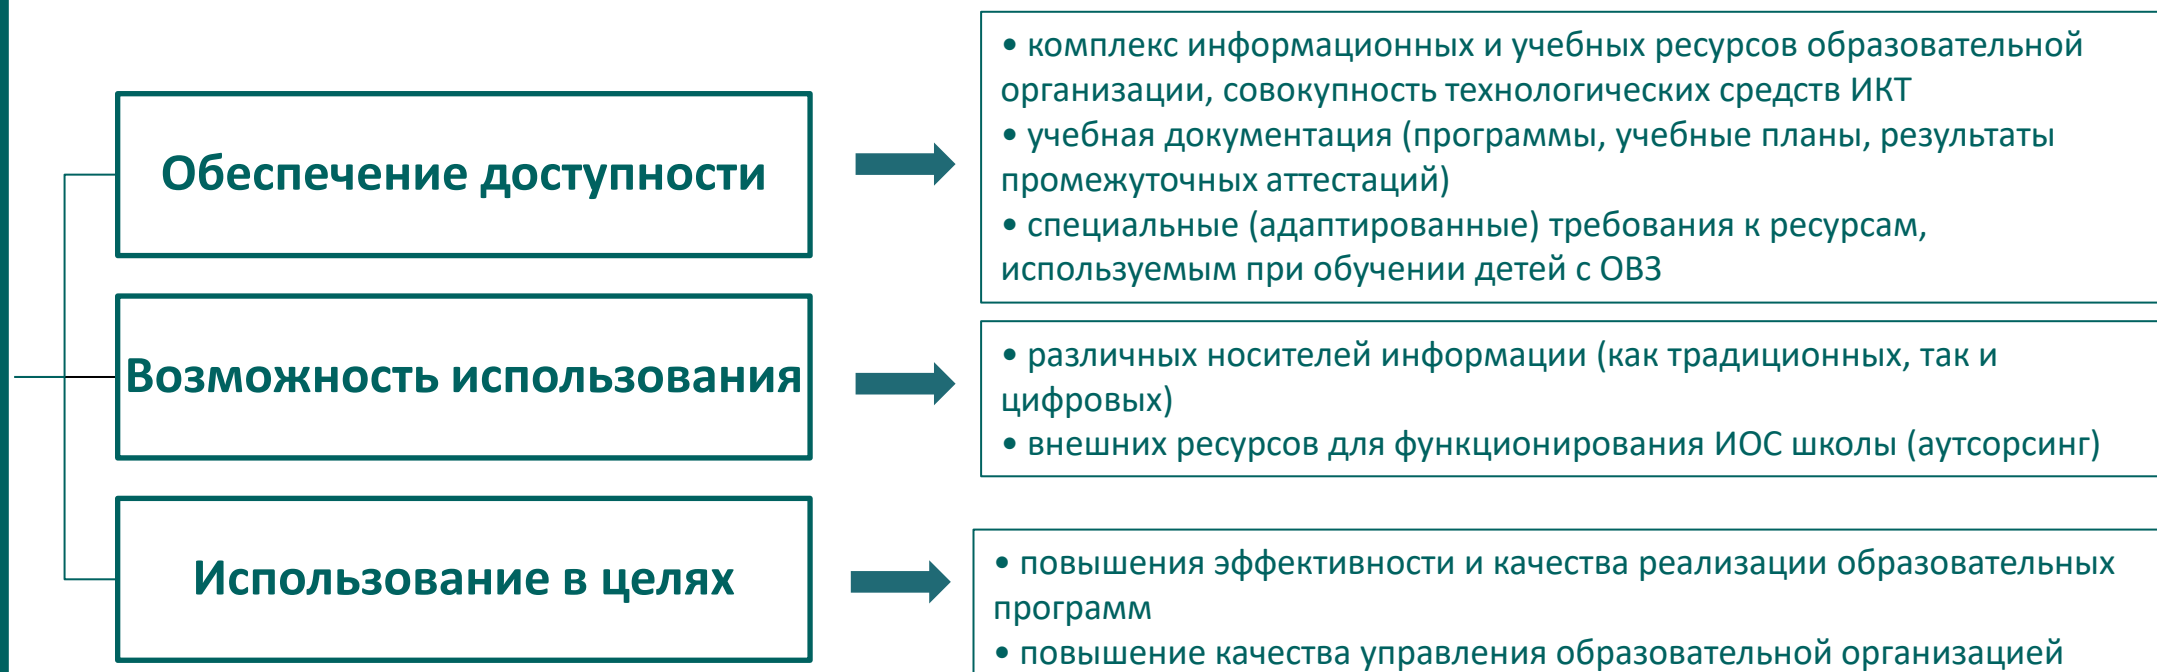 Обеспечение доступности
• комплекс информационных и учебных ресурсов образовательной
организации, совокупность технологических средств ИКТ
• учебная документация (программы, учебные планы, результаты
промежуточных аттестаций)
• специальные (адаптированные) требования к ресурсам,
используемым при обучении детей с ОВЗ
Возможность использования
• различных носителей информации (как традиционных, так и
цифровых)
• внешних ресурсов для функционирования ИОС школы (аутсорсинг)
Использование в целях
• повышения эффективности и качества реализации образовательных
программ
• повышение качества управления образовательной организацией